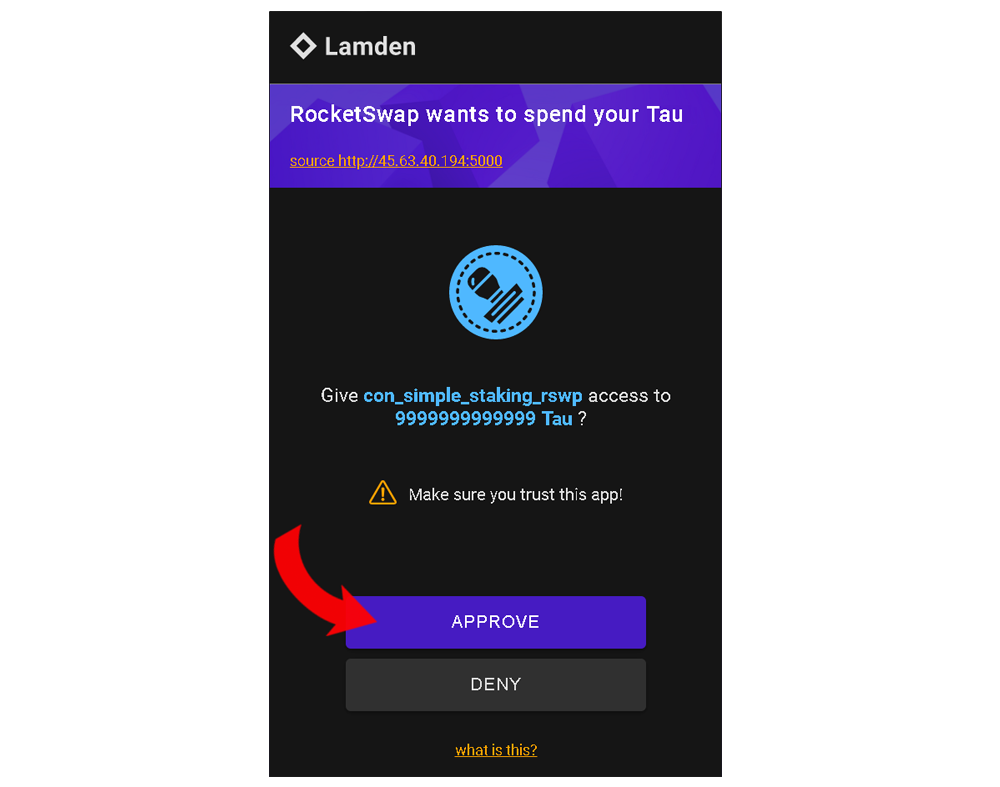 Lamden
RocketSwap wants to spend your Tau
source http://45.63.40.194:5000
Give con_simple_staking_rswp access to
9999999999999 Tau ?
Make sure you trust this app!
APPROVE
DENY
what is this?